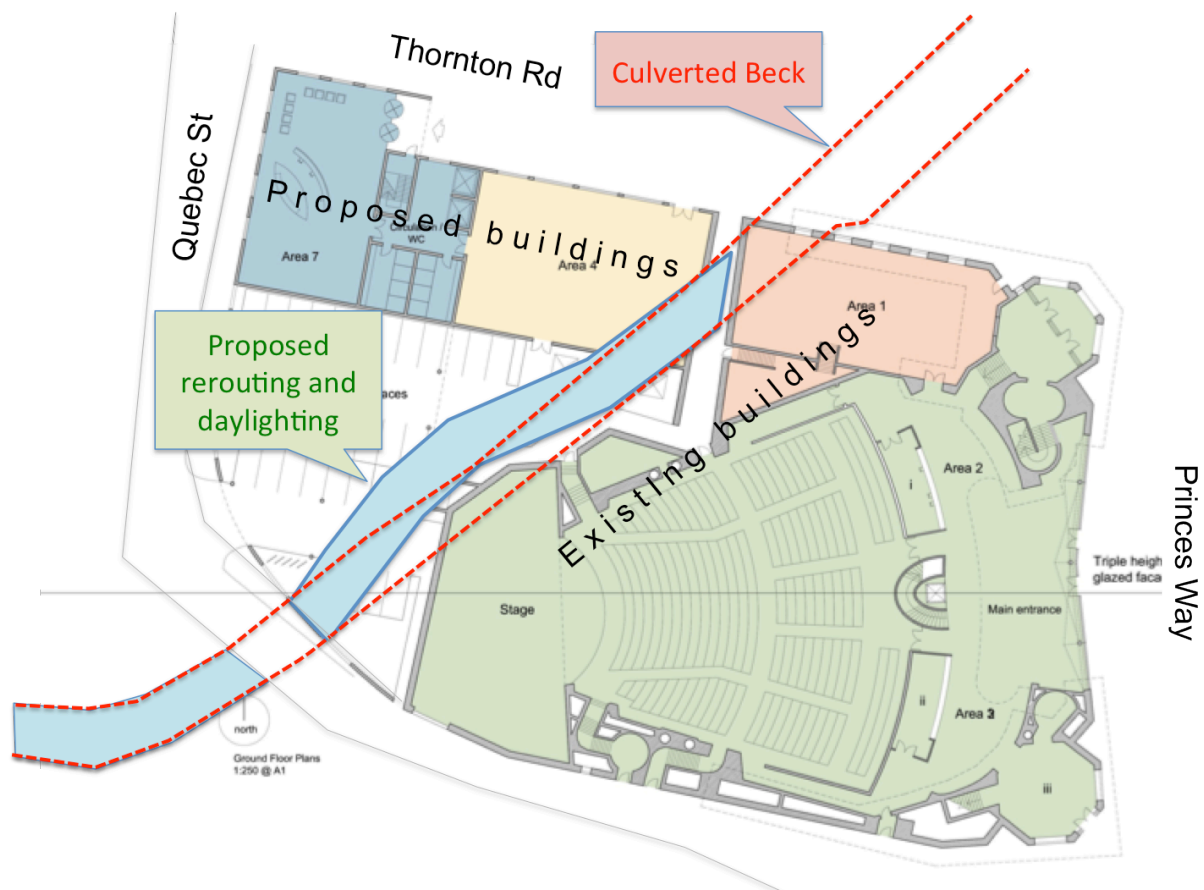 Thornton Rd
Culverted Beck
Quebec St
Proposed buildings
Circulation /
WC
Area 7
Area 4
Area 1
Proposed
rerouting and
daylighting
aces
Existing buildings
Area 2
i
Princes Way
Triple heigh
glazed faca
Stage
Main entrance
ii
Area 3
iii
north
Ground Floor Plans
1:250 @ A1